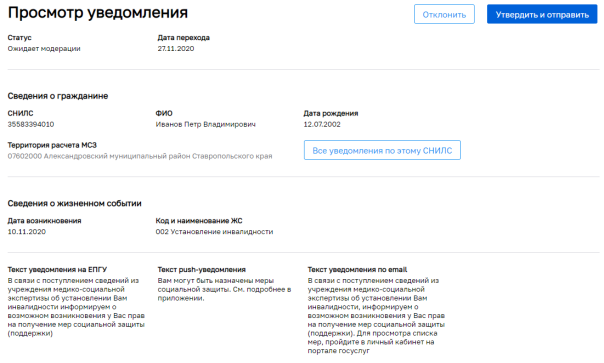 Просмотр уведомления
Отклонить
Утвердить и отправить
Статус
Дата перехода
Ожидает модерации
27.11.2020
Сведения о гражданине
СНИЛС
ФИО
Дата рождения
35583394010
Иванов Петр Владимирович
12.07.2002
Территория расчета МСЗ
07602000 Александровский муниципальный район Ставропольского края
Все уведомления по этому СНИЛС
Сведения о жизненном событии
Дата возникновения
Код и наименование ЖС
10.11.2020
002 Установление инвалидности
Текст уведомления на ЕПГУ
В связи с поступлением сведений из
учреждения медико-социальной
экспертизы об установлении Вам
инвалидности информируем о
возможном возникновения у Вас прав
на получение мер социальной защиты
(поддержки)
Текст push-уведомления
Вам могут быть назначены меры
социальной защиты. См. подробнее в
приложении.
Текст уведомления по email
В связи с поступлением сведений из
учреждения медико-социальной
экспертизы об установлении Вам
инвалидности, информируем о
возможном возникновения у Вас прав
на получение мер социальной защиты
(поддержки). Для просмотра списка
мер, пройдите в личный кабинет на
портале госуслуг